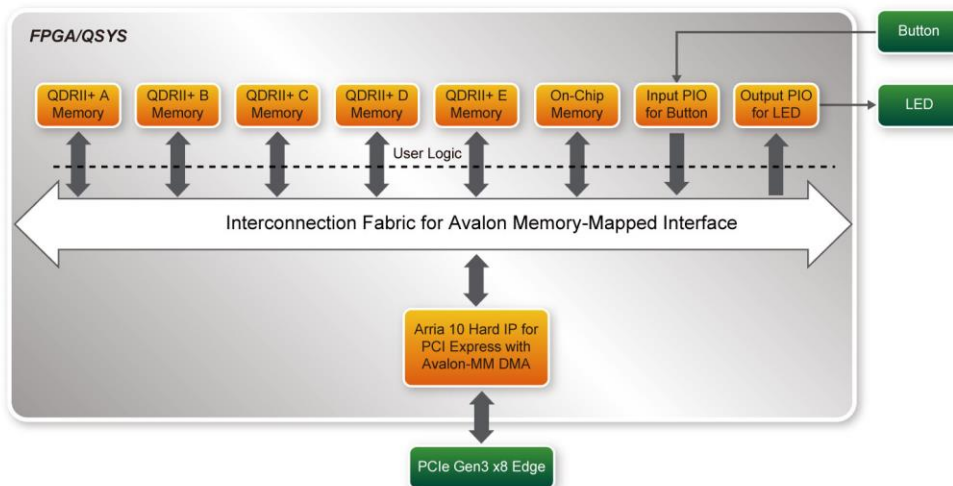 FPGA/QSYS
Button
QDRII+ A
Memory
QDRII+ B
Memory
QDRII+ C
Memory
QDRII+ D
Memory
QDRII+ E
Memory
On-Chip
Memory
Input PIO
for Button
Output PIO
for LED
LED
User Logic
Interconnection Fabric for Avalon Memory-Mapped Interface
Arria 10 Hard IP for
PCI Express with
Avalon-MM DMA
PCIe Gen3 x8 Edge